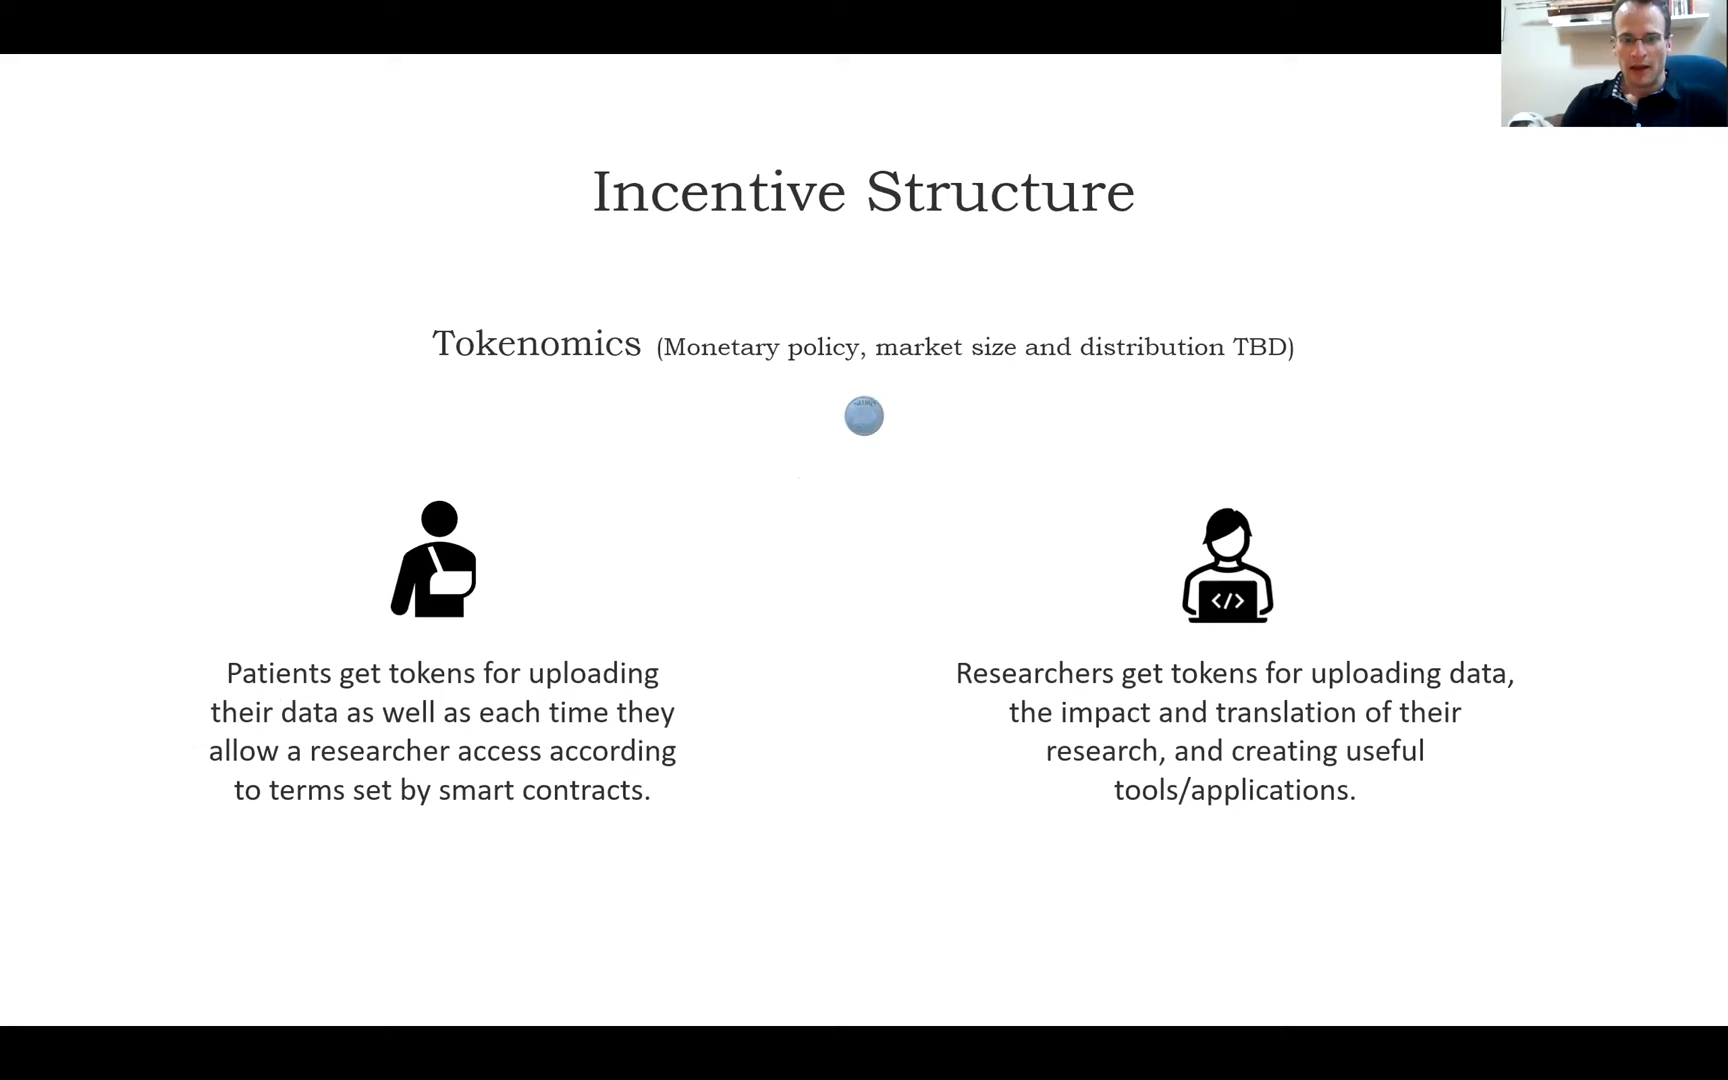 Incentive Structure
Tokenomics (Monetary policy, market size and distribution TBD)
</>
Patients get tokens for uploading
their data as well as each time they
allow a researcher access according
to terms set by smart contracts.
Researchers get tokens for uploading data,
the impact and translation of their
research, and creating useful
tools/applications.